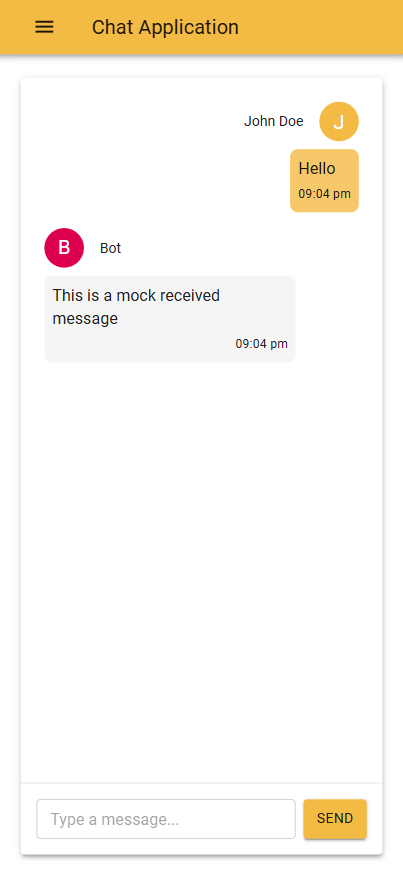 Chat Application
John Doe
J
Hello
09:04 pm
B
Bot
This is a mock received
message
09:04 pm
Type a message...
SEND